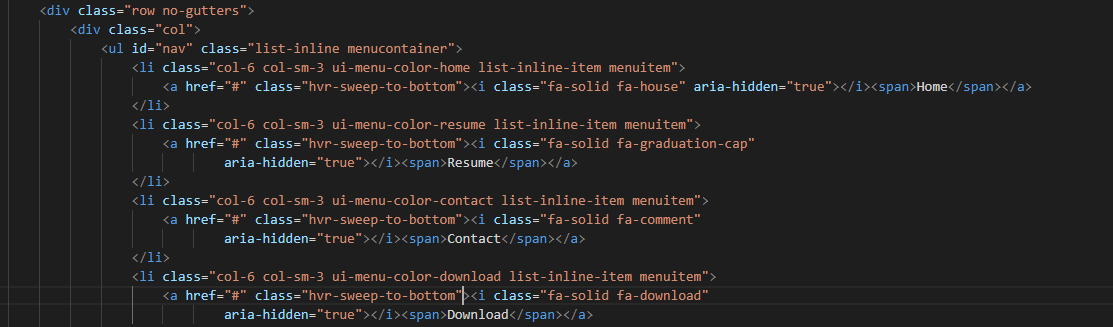 <div class="row no-gutters">
<div class="col">
<ul id="nav" class="list-inline menucontainer">
<li class="col-6 col-sm-3 ui-menu-color-home list-inline-item menuitem">
<a href="#" class="hvr-sweep-to-bottom"><i class="fa-solid fa-house" aria-hidden="true"></i><span>Home</span></a>
</li>
<li class="col-6 col-sm-3 ui-menu-color-resume list-inline-item menuitem">
<a href="#" class="hvr-sweep-to-bottom"><i class="fa-solid fa-graduation-cap"
aria-hidden="true"></i><span>Resume</span></a>
</li>
<li class="col-6 col-sm-3 ui-menu-color-contact list-inline-item menuitem">
<a href="#" class="hvr-sweep-to-bottom"><i class="fa-solid fa-comment"
aria-hidden="true"></i><span>Contact</span></a>
</li>
<li class="col-6 col-sm-3 ui-menu-color-download list-inline-item menuitem">
<a href="#" class="hvr-sweep-to-bottom"><i class="fa-solid fa-download"
aria-hidden="true"></i><span>Download</span></a>